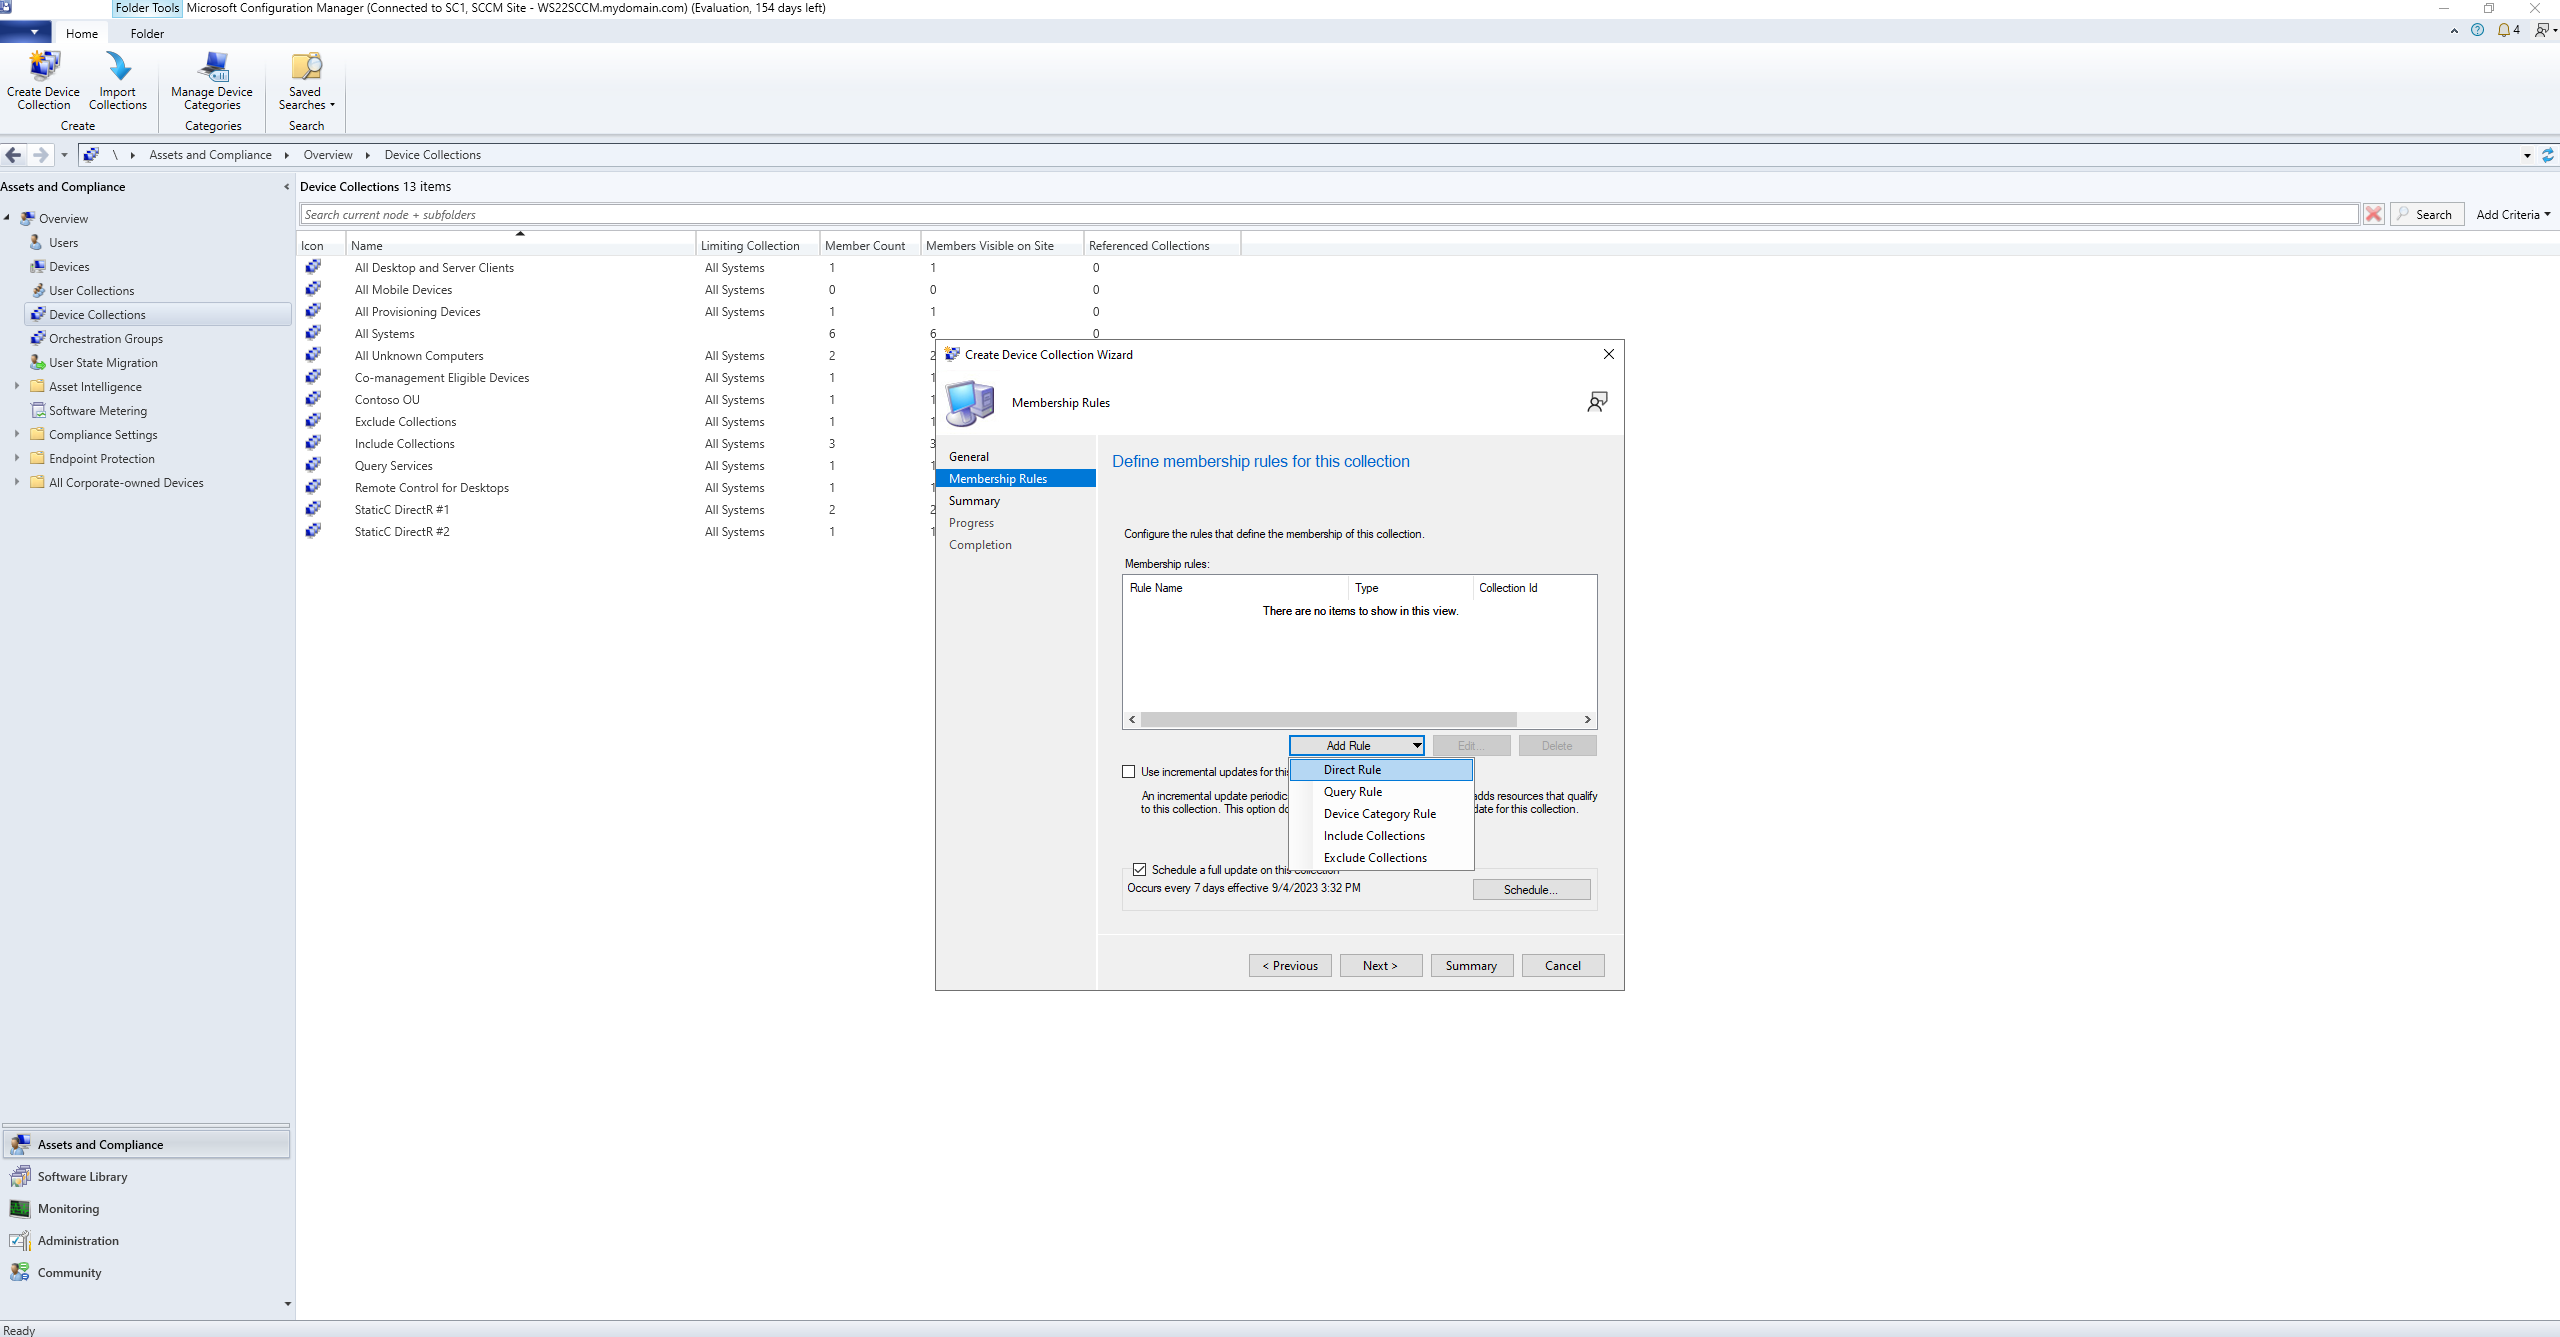 Folder Tools Microsoft Configuration Manager (Connected to SC1, SCCM Site - WS22SCCM.mydomain.com) (Evaluation, 154 days left)
Home Folder
4
Create Device Collection
Import Collections
Manage Device Categories
Saved Searches
Create Categories Search
\ Assets and Compliance Overview Device Collections
Assets and Compliance
Overview
Users
Devices
User Collections
Device Collections
Orchestration Groups
User State Migration
Asset Intelligence
Software Metering
Compliance Settings
Endpoint Protection
All Corporate-owned Devices
Assets and Compliance
Software Library
Monitoring
Administration
Community
Device Collections 13 items
Search current node + subfolders
Search Add Criteria
Icon Name Limiting Collection Member Count Members Visible on Site Referenced Collections
All Desktop and Server Clients All Systems 1 1 0
All Mobile Devices All Systems 0 0 0
All Provisioning Devices All Systems 1 1 0
All Systems 6 6 0
All Unknown Computers All Systems 2 2
Co-management Eligible Devices All Systems 1 1
Contoso OU All Systems 1 1
Exclude Collections All Systems 1 1
Include Collections All Systems 3 3
Query Services All Systems 1 1
Remote Control for Desktops All Systems 1 1
StaticC DirectR #1 All Systems 2 2
StaticC DirectR #2 All Systems 1 1
Create Device Collection Wizard
Membership Rules
General
Membership Rules
Summary
Progress
Completion
Define membership rules for this collection
Configure the rules that define the membership of this collection.
Membership rules:
Rule Name Type Collection Id
There are no items to show in this view.
Add Rule Edit... Delete
Direct Rule
Query Rule
Device Category Rule
Include Collections
Exclude Collections
Use incremental updates for this
An incremental update periodic adds resources that qualify
to this collection. This option do date for this collection.
Schedule a full update on this collection
Occurs every 7 days effective 9/4/2023 3:32 PM
Schedule...
< Previous Next > Summary Cancel
Ready